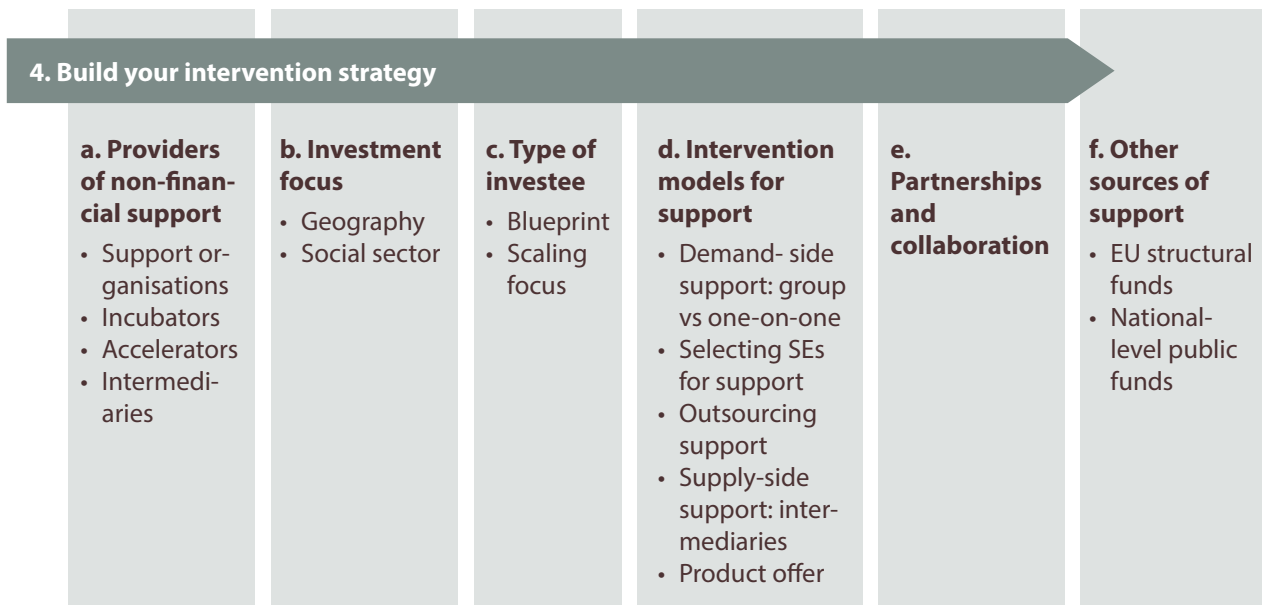 4. Build your intervention strategy
a. Providers
of non-finan-
cial support
• Support or-
ganisations
• Incubators
• Accelerators
• Intermedi-
aries
b. Investment
focus
• Geography
• Social sector
c. Type of
investee
• Blueprint
• Scaling
focus
d. Intervention
models for
support
• Demand- side
support: group
vs one-on-one
• Selecting SEs
for support
• Outsourcing
support
• Supply-side
support: inter-
mediaries
• Product offer
e.
Partnerships
and
collaboration
f. Other
sources of
support
• EU structural
funds
• National-
level public
funds